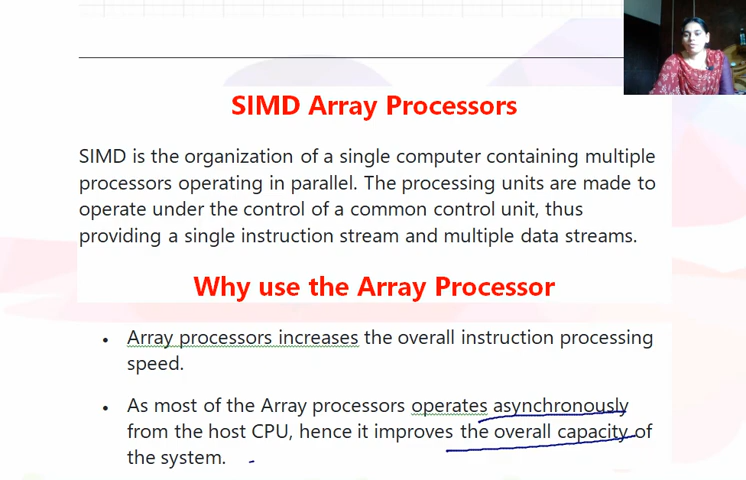 SIMD Array Processors
SIMD is the organization of a single computer containing multiple
processors operating in parallel. The processing units are made to
operate under the control of a common control unit, thus
providing a single instruction stream and multiple data streams.
Why use the Array Processor
• Array processors increases the overall instruction processing
speed.
• As most of the Array processors operates asynchronously
from the host CPU, hence it improves the overall capacity of
the system.